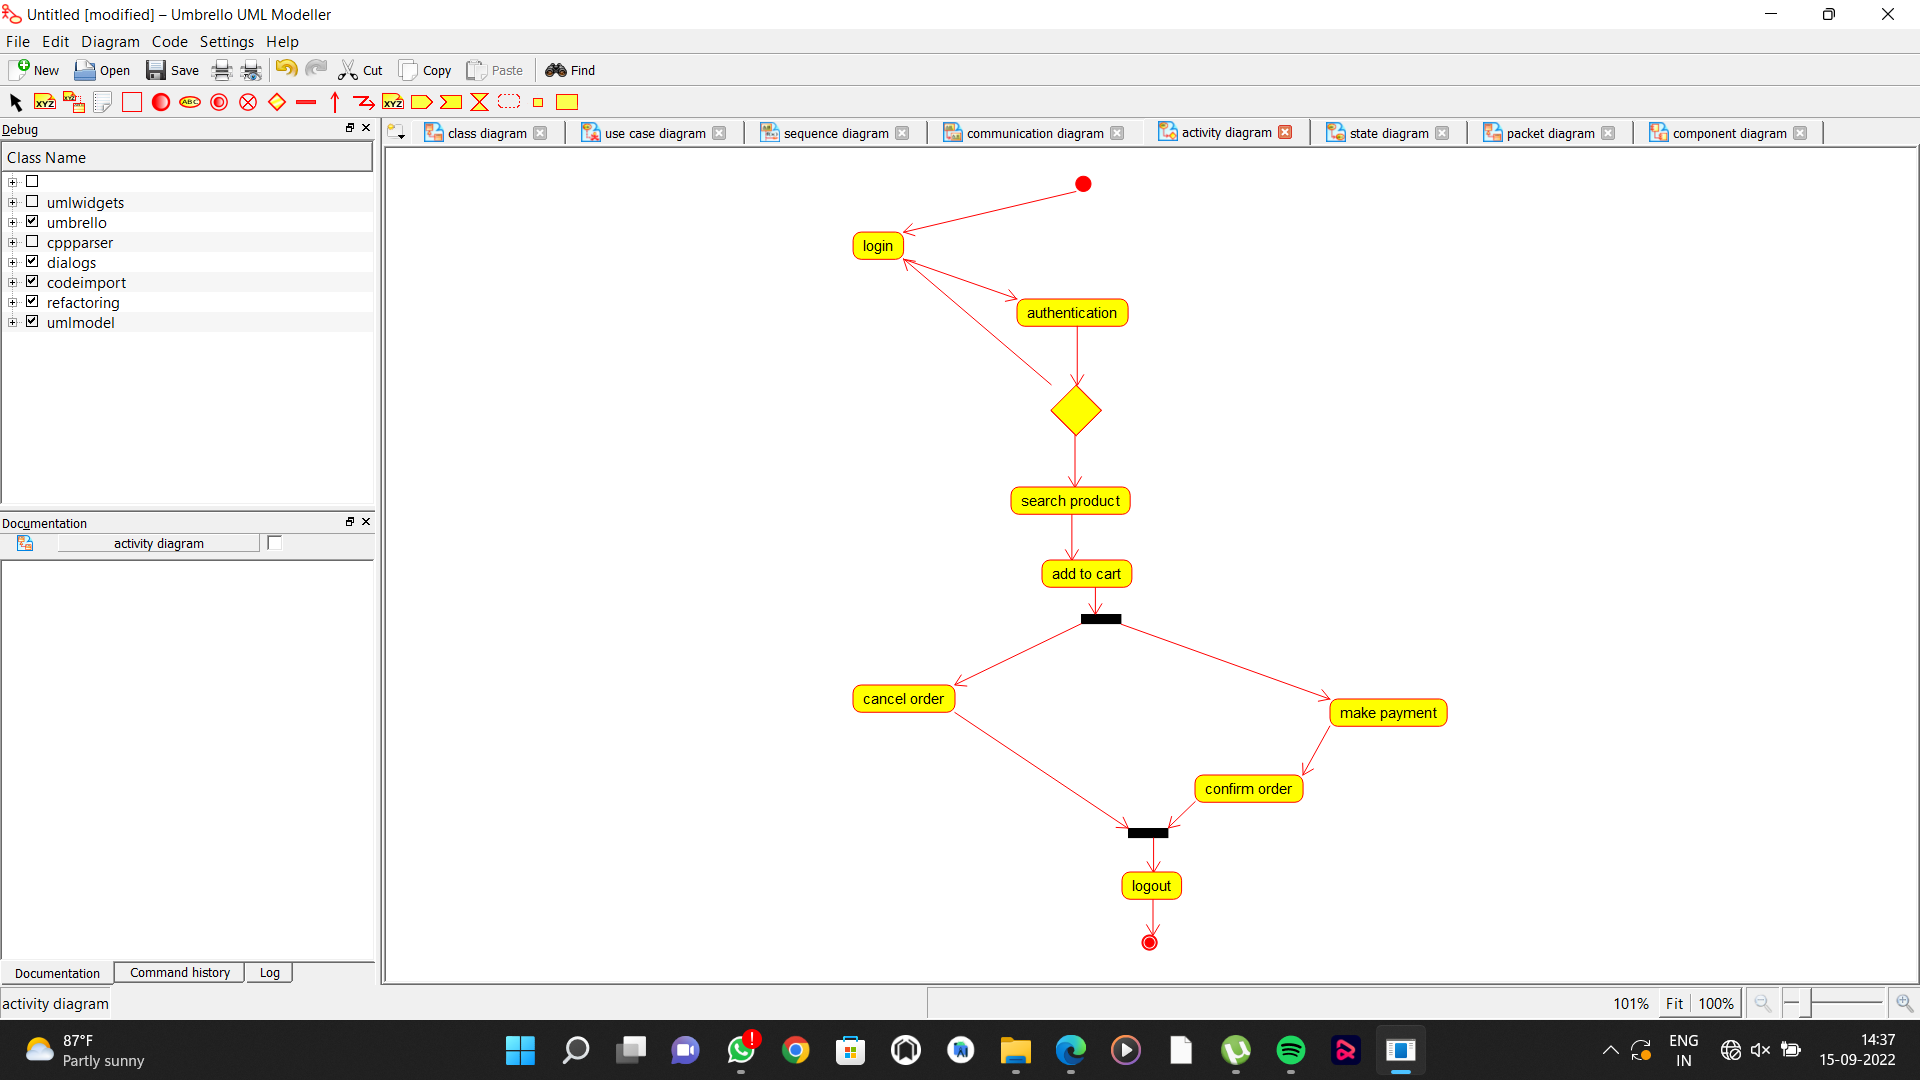 Untitled [modified] – Umbrello UML Modeller
File Edit Diagram Code Settings Help
New Open Save Cut Copy Paste Find
XYZ XYZ ABC XYZ
Debug
class diagram use case diagram sequence diagram communication diagram activity diagram state diagram packet diagram component diagram
Class Name
umlwidgets
umbrello
cppparser
dialogs
codeimport
refactoring
umlmodel
login
authentication
search product
add to cart
cancel order
make payment
confirm order
logout
Documentation
activity diagram
Documentation Command history Log
activity diagram
101% Fit 100%
87°F
Partly sunny
ENG
IN
14:37
15-09-2022